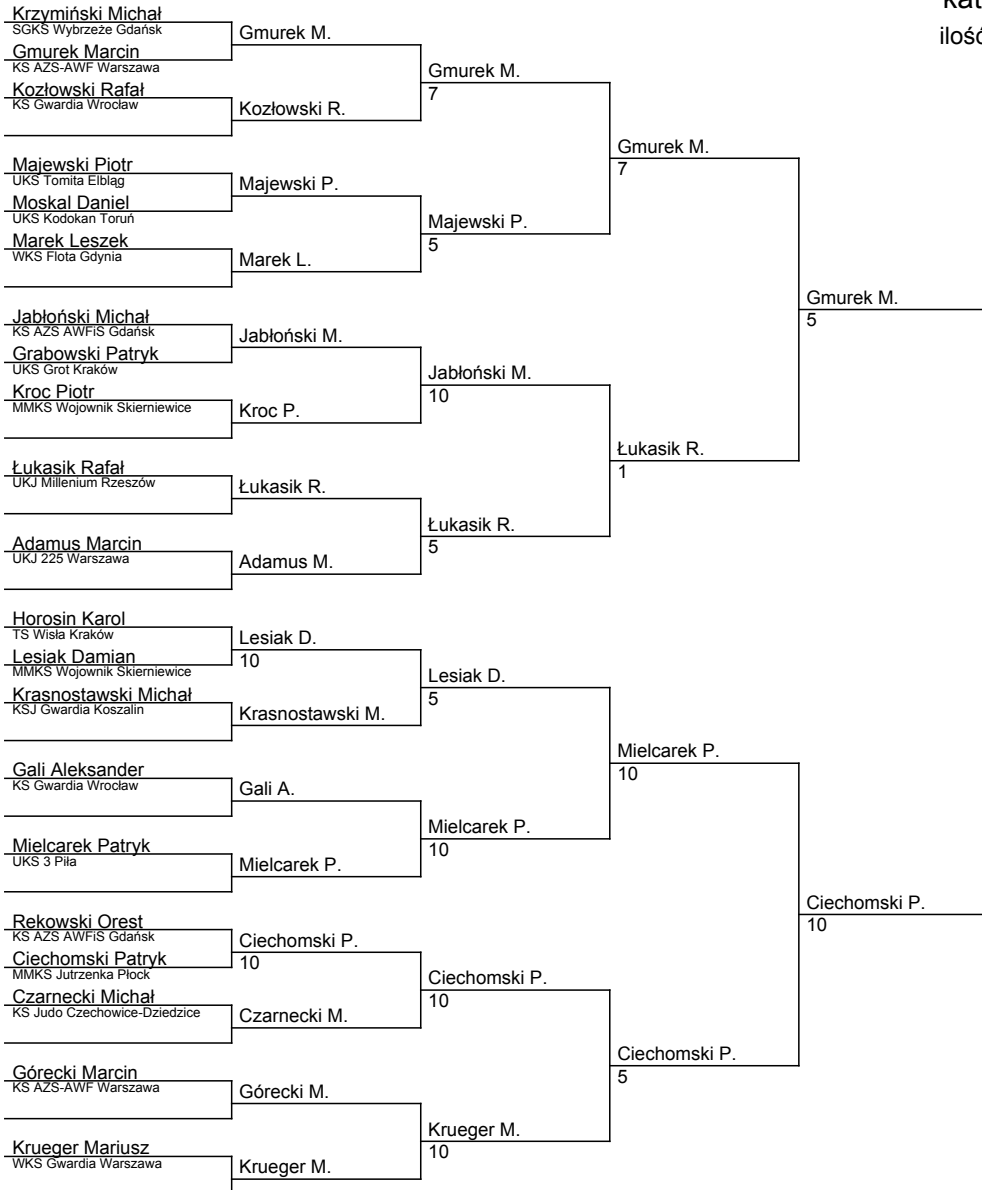 Krzymiński Michał
SGKS Wybrzeże Gdańsk
Gmurek Marcin
KS AZS-AWF Warszawa
Kozłowski Rafał
KS Gwardia Wrocław
Majewski Piotr
UKS Tomita Elbląg
Moskal Daniel
UKS Kodokan Toruń
Marek Leszek
WKS Flota Gdynia
Jabłoński Michał
KS AZS AWFiS Gdańsk
Grabowski Patryk
UKS Grot Kraków
Kroc Piotr
MMKS Wojownik Skierniewice
Łukasik Rafał
UKJ Millenium Rzeszów
Adamus Marcin
UKJ 225 Warszawa
Horosin Karol
TS Wisła Kraków
Lesiak Damian
MMKS Wojownik Skierniewice
Krasnostawski Michał
KSJ Gwardia Koszalin
Gali Aleksander
KS Gwardia Wrocław
Mielcarek Patryk
UKS 3 Piła
Rekowski Orest
KS AZS AWFiS Gdańsk
Ciechomski Patryk
MMKS Jutrzenka Płock
Czarnecki Michał
KS Judo Czechowice-Dziedzice
Górecki Marcin
KS AZS-AWF Warszawa
Krueger Mariusz
WKS Gwardia Warszawa
Gmurek M.
Kozłowski R.
Majewski P.
Marek L.
Jabłoński M.
Kroc P.
Łukasik R.
Adamus M.
Lesiak D.
10
Krasnostawski M.
Gali A.
Mielcarek P.
Ciechomski P.
10
Czarnecki M.
Górecki M.
Krueger M.
Gmurek M.
7
Majewski P.
5
Jabłoński M.
10
Łukasik R.
5
Lesiak D.
5
Mielcarek P.
10
Ciechomski P.
10
Krueger M.
10
Gmurek M.
7
Łukasik R.
1
Mielcarek P.
10
Ciechomski P.
5
Gmurek M.
5
Ciechomski P.
10